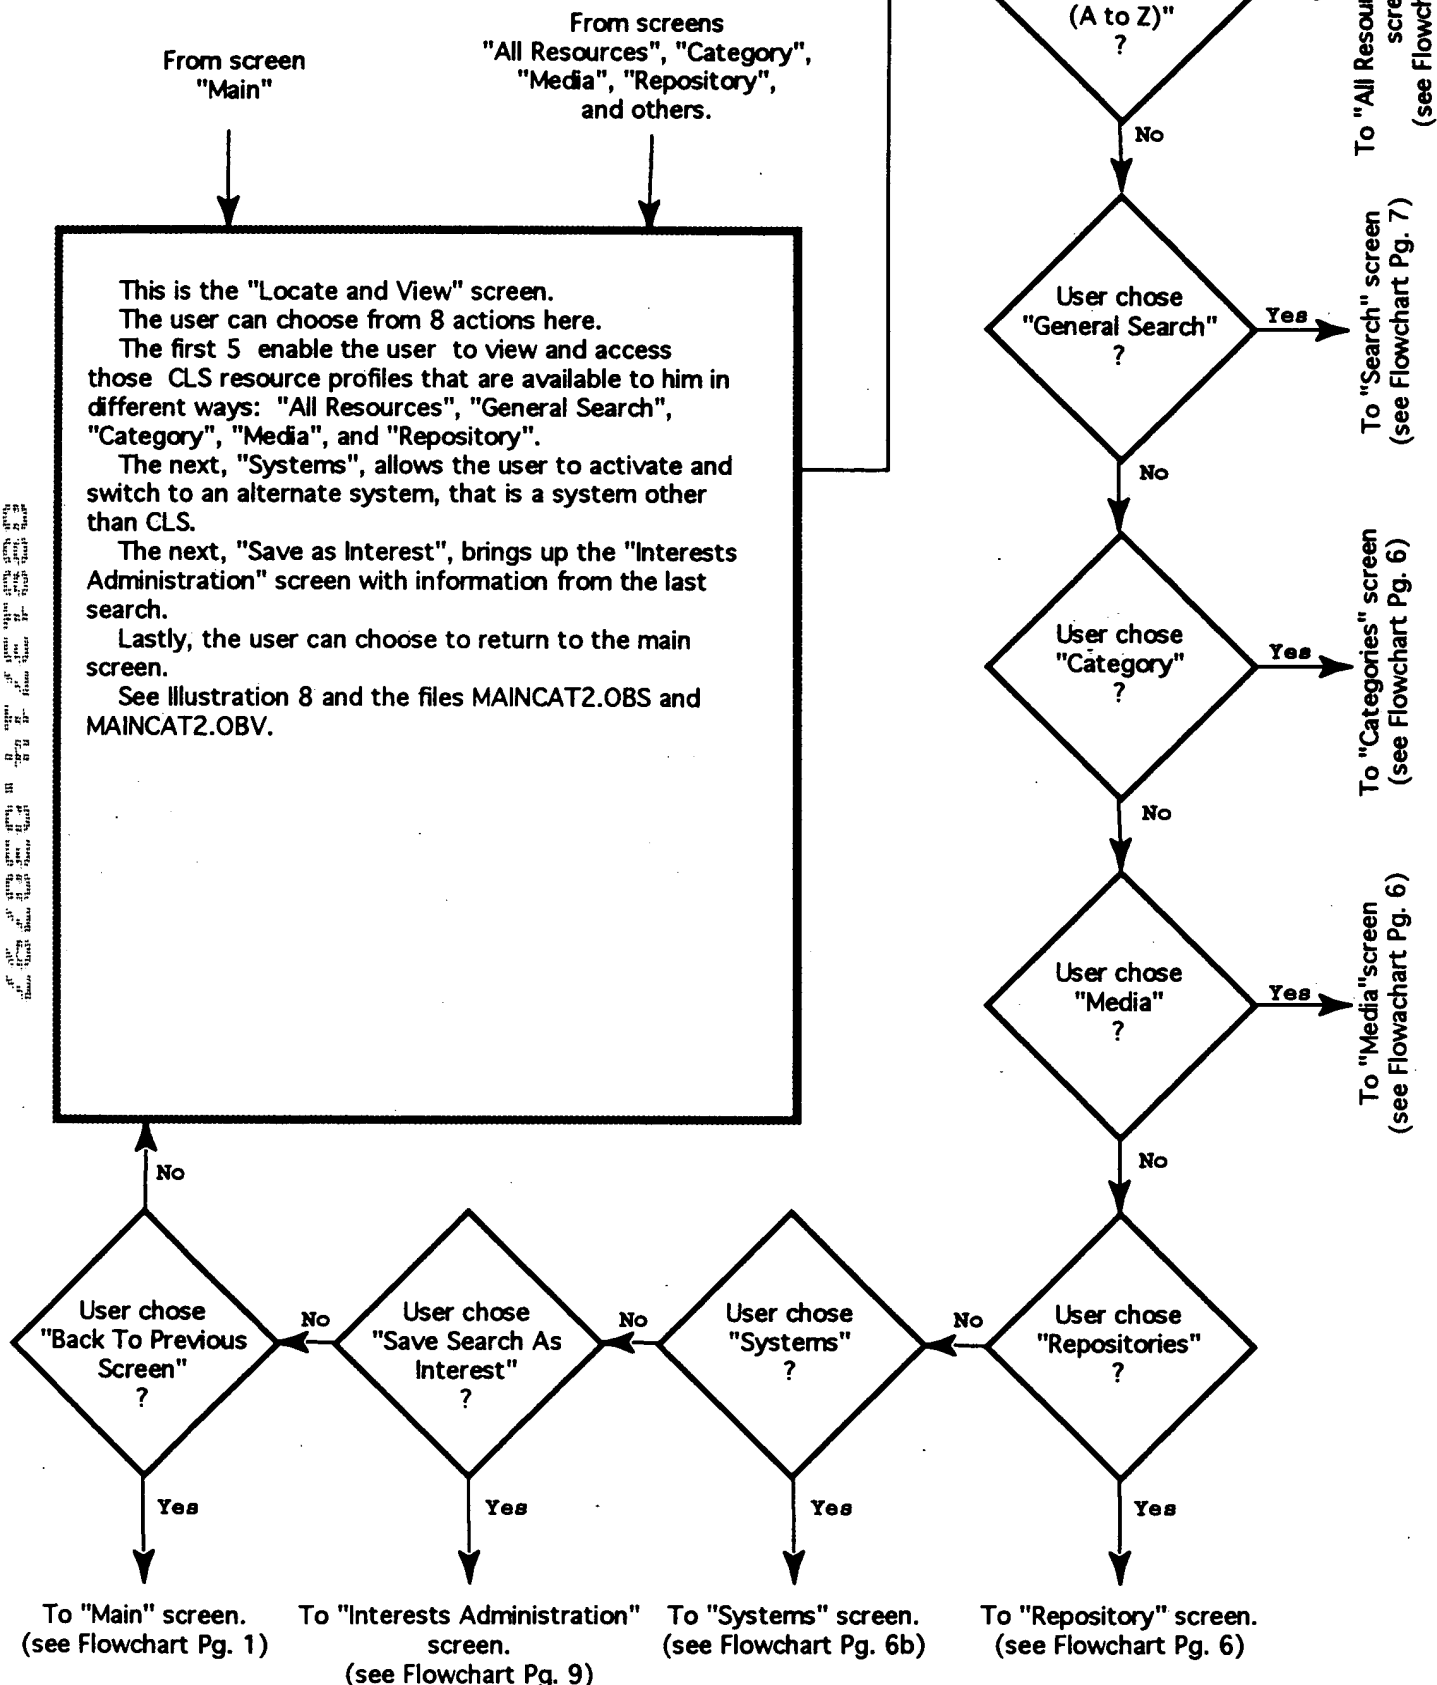 From screen
"Main"
From screens
"All Resources", "Category",
"Media", "Repository",
and others.
(A to Z)"
?
To "All
(see
No
This is the "Locate and View" screen.
The user can choose from 8 actions here.
The first 5 enable the user to view and access
those CLS resource profiles that are available to him in
different ways: "All Resources", "General Search",
"Category", "Media", and "Repository".
The next, "Systems", allows the user to activate and
switch to an alternate system, that is a system other
than CLS.
The next, "Save as Interest", brings up the "Interests
Administration" screen with information from the last
search.
Lastly, the user can choose to return to the main
screen.
See Illustration 8 and the files MAINCAT2.OBS and
MAINCAT2.OBV.
User chose
"General Search"
?
Yes
To "Search" screen
(see Flowchart Pg. 7)
No
User chose
"Category"
?
Yes
To "Categories" screen
(see Flowchart Pg. 6)
No
User chose
"Media"
?
Yes
To "Media"screen
(see Flowachart Pg. 6)
No
User chose
"Repositories"
?
No
User chose
"Systems"
?
No
User chose
"Save Search As
Interest"
?
No
User chose
"Back To Previous
Screen"
?
No
Yes
Yes
Yes
Yes
To "Main" screen.
(see Flowchart Pg. 1)
To "Interests Administration"
screen.
(see Flowchart Pg. 9)
To "Systems" screen.
(see Flowchart Pg. 6b)
To "Repository" screen.
(see Flowchart Pg. 6)